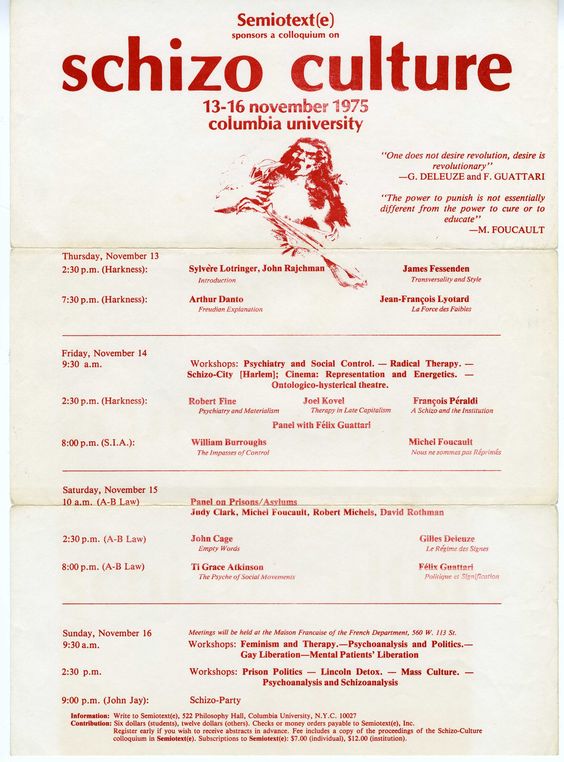 Semiotext(e)
sponsors a colloquium on
schizo culture
13-16 november 1975
columbia university
"One does not desire revolution, desire is
revolutionary"
—G. DELEUZE and F. GUATTARI
"The power to punish is not essentially
different from the power to cure or to
educate"
—M. FOUCAULT
Thursday, November 13
2:30 p.m. (Harkness): Sylvère Lotringer, John Rajchman James Fessenden
Introduction Transversality and Style
7:30 p.m. (Harkness): Arthur Danto Jean-François Lyotard
Freudian Explanation La Force des Faibles
Friday, November 14
9:30 a.m. Workshops: Psychiatry and Social Control. — Radical Therapy. —
Schizo-City [Harlem]; Cinema: Representation and Energetics. —
Ontologico-hysterical theatre.
2:30 p.m. (Harkness): Robert Fine Joel Kovel François Péraldi
Psychiatry and Materialism Therapy in Late Capitalism A Schizo and the Institution
Panel with Félix Guattari
8:00 p.m. (S.I.A.): William Burroughs Michel Foucault
The Impasses of Control Nous ne sommes pas Réprimés
Saturday, November 15
10 a.m. (A-B Law) Panel on Prisons/Asylums
Judy Clark, Michel Foucault, Robert Michels, David Rothman
2:30 p.m. (A-B Law) John Cage Gilles Deleuze
Empty Words Le Régime des Signes
8:00 p.m. (A-B Law) Ti Grace Atkinson Félix Guattari
The Psyche of Social Movements Politique et Signification
Sunday, November 16 Meetings will be held at the Maison Francaise of the French Department, 560 W. 113 St.
9:30 a.m. Workshops: Feminism and Therapy.—Psychoanalysis and Politics.—
Gay Liberation—Mental Patients' Liberation
2:30 p.m. Workshops: Prison Politics — Lincoln Detox. — Mass Culture. —
Psychoanalysis and Schizoanalysis
9:00 p.m. (John Jay): Schizo-Party
Information: Write to Semiotext(e), 522 Philosophy Hall, Columbia University, N.Y.C. 10027
Contribution: Six dollars (students), twelve dollars (others). Checks or money orders payable to Semiotext(e), Inc.
Register early if you wish to receive abstracts in advance. Fee includes a copy of the proceedings of the Schizo-Culture
colloquium in Semiotext(e). Subscriptions to Semiotext(e): $7.00 (individual), $12.00 (institution).